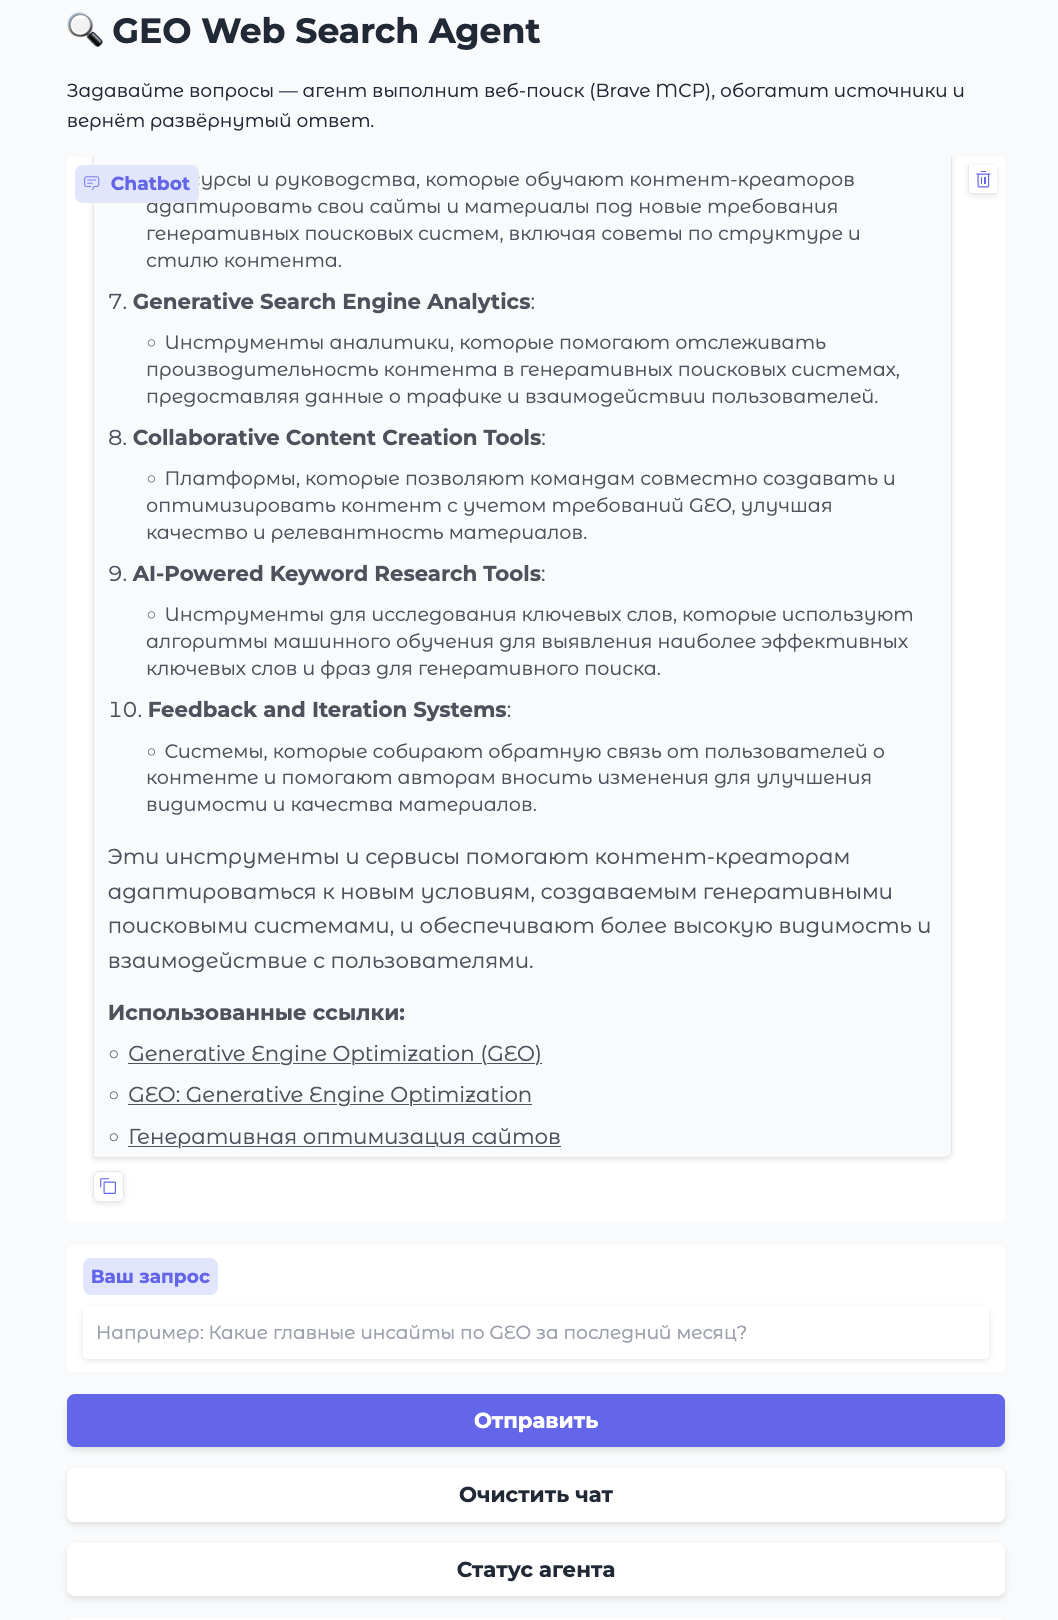 GEO Web Search Agent
Задавайте вопросы — агент выполнит веб-поиск (Brave MCP), обогатит источники и
вернёт развёрнутый ответ.
Chatbot
и руководства, которые обучают контент-креаторов
адаптировать свои сайты и материалы под новые требования
генеративных поисковых систем, включая советы по структуре и
стилю контента.
7. Generative Search Engine Analytics:
◦ Инструменты аналитики, которые помогают отслеживать
производительность контента в генеративных поисковых системах,
предоставляя данные о трафике и взаимодействии пользователей.
8. Collaborative Content Creation Tools:
◦ Платформы, которые позволяют командам совместно создавать и
оптимизировать контент с учетом требований GEO, улучшая
качество и релевантность материалов.
9. AI-Powered Keyword Research Tools:
◦ Инструменты для исследования ключевых слов, которые используют
алгоритмы машинного обучения для выявления наиболее эффективных
ключевых слов и фраз для генеративного поиска.
10. Feedback and Iteration Systems:
◦ Системы, которые собирают обратную связь от пользователей о
контенте и помогают авторам вносить изменения для улучшения
видимости и качества материалов.
Эти инструменты и сервисы помогают контент-креаторам
адаптироваться к новым условиям, создаваемым генеративными
поисковыми системами, и обеспечивают более высокую видимость и
взаимодействие с пользователями.
Использованные ссылки:
◦ Generative Engine Optimization (GEO)
◦ GEO: Generative Engine Optimization
◦ Генеративная оптимизация сайтов
Ваш запрос
Например: Какие главные инсайты по GEO за последний месяц?
Отправить
Очистить чат
Статус агента